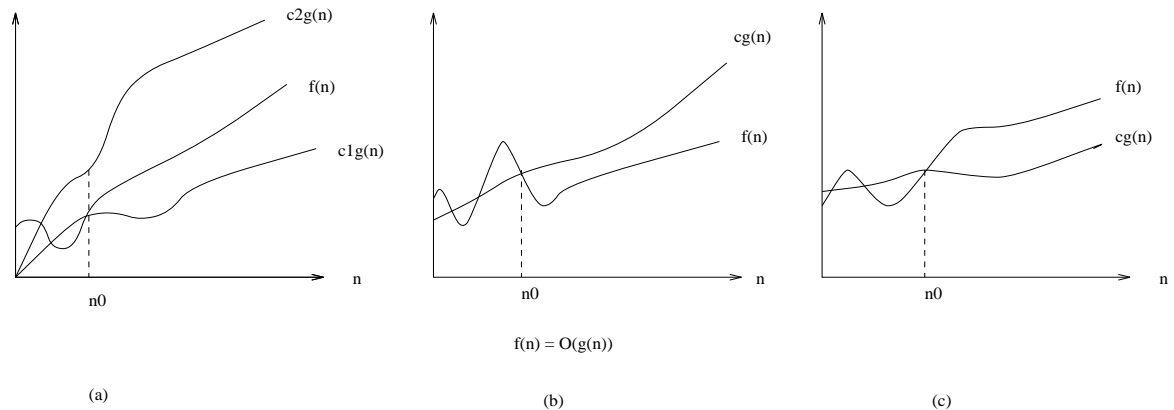 c2g(n)
f(n)
c1g(n)
n
n0
(a)
cg(n)
f(n)
n
n0
f(n) = O(g(n))
(b)
f(n)
cg(n)
n
n0
(c)